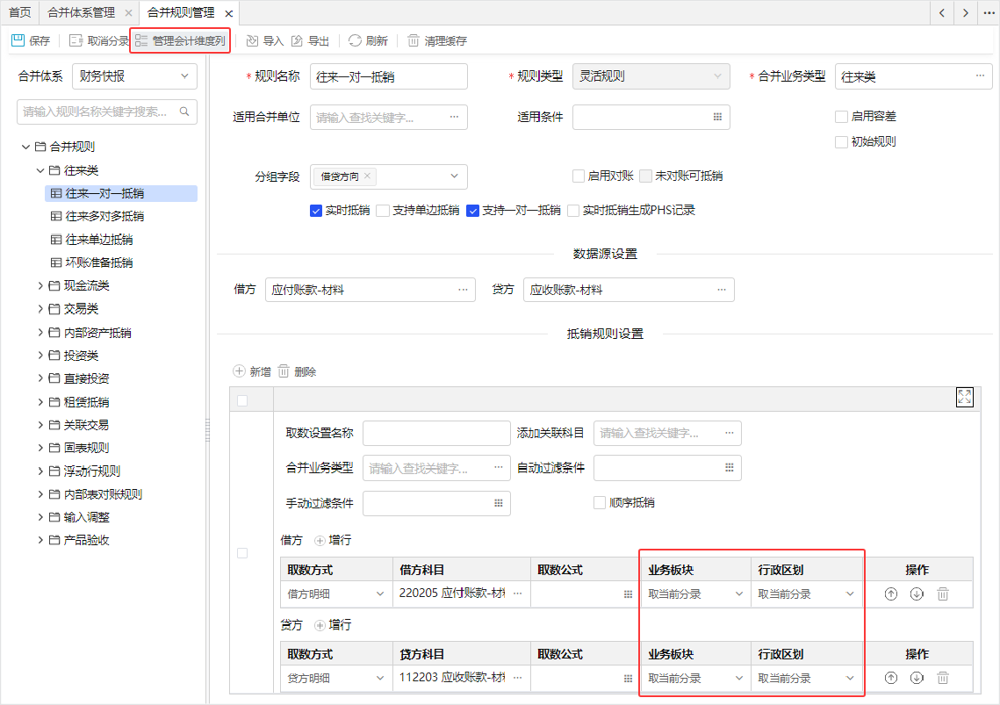 首页 合并体系管理 合并规则管理
保存 取消分录 管理会计维度列 导入 导出 刷新 清理缓存
合并体系 财务快报
请输入规则名称关键字搜索...
合并规则
往来类
往来一对一抵销
往来多对多抵销
往来单边抵销
坏账准备抵销
现金流类
交易类
内部资产抵销
投资类
直接投资
租赁抵销
关联交易
固表规则
浮动行规则
内部表对账规则
输入调整
产品验收
* 规则名称 往来一对一抵销 * 规则类型 灵活规则 * 合并业务类型 往来类
适用合并单位 请输入查找关键字... 适用条件 启用容差
初始规则
分组字段 借贷方向 启用对账 未对账可抵销
实时抵销 支持单边抵销 支持一对一抵销 实时抵销生成PHS记录
数据源设置
借方 应付账款-材料 贷方 应收账款-材料
抵销规则设置
新增 删除
取数设置名称 添加关联科目 请输入查找关键字...
合并业务类型 请输入查找关键字... 自动过滤条件
手动过滤条件 顺序抵销
借方 增行
取数方式 借方科目 取数公式 业务板块 行政区划 操作
借方明细 220205 应付账款-材料 取当前分录 取当前分录
贷方 增行
取数方式 贷方科目 取数公式 业务板块 行政区划 操作
贷方明细 112203 应收账款-材料 取当前分录 取当前分录